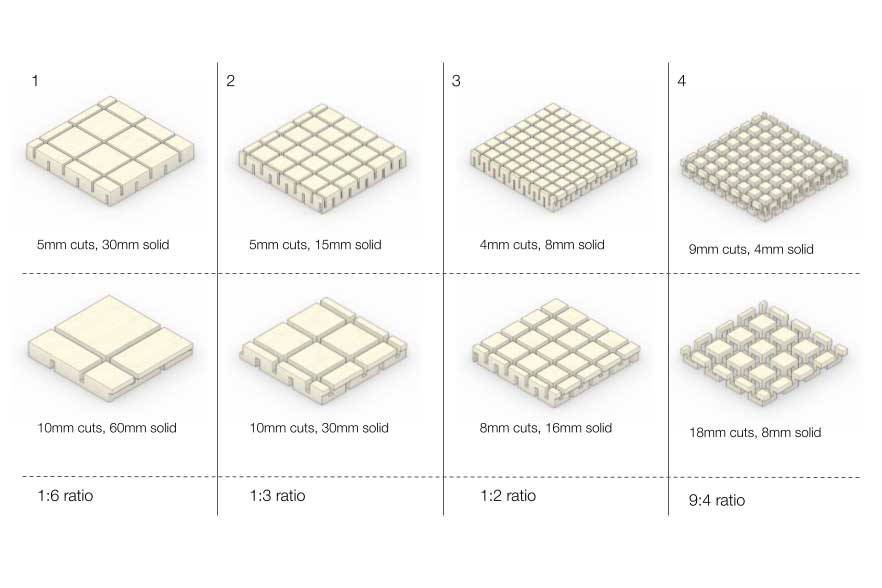 1
2
3
4
5mm cuts, 30mm solid
5mm cuts, 15mm solid
4mm cuts, 8mm solid
9mm cuts, 4mm solid
10mm cuts, 60mm solid
10mm cuts, 30mm solid
8mm cuts, 16mm solid
18mm cuts, 8mm solid
1:6 ratio
1:3 ratio
1:2 ratio
9:4 ratio